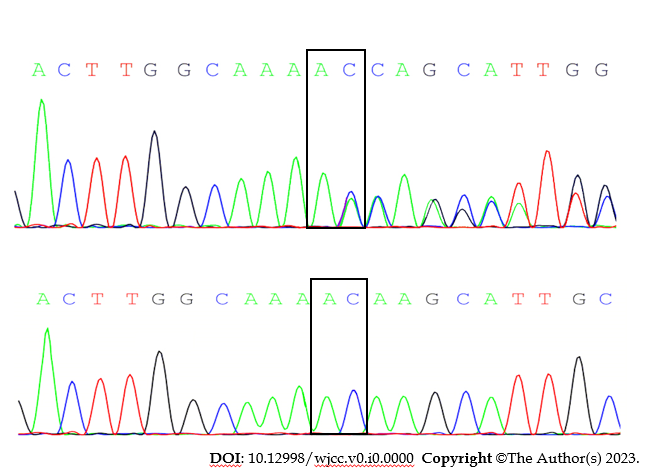 A C T T G G C A A A A C C A G C A T T G G
A C T T G G C A A A A C A A G C A T T G C
DOI: 10.12998/wjcc.v0.i0.0000 Copyright ©The Author(s) 2023.